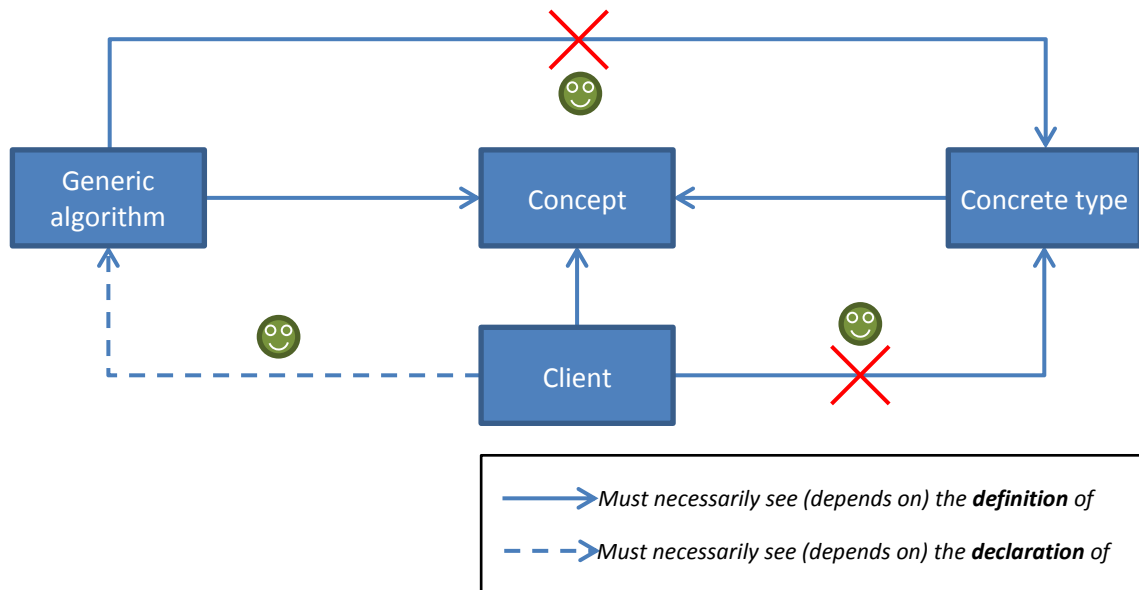 Generic
algorithm
Concept
Concrete type
Client
Must necessarily see (depends on) the definition of
Must necessarily see (depends on) the declaration of